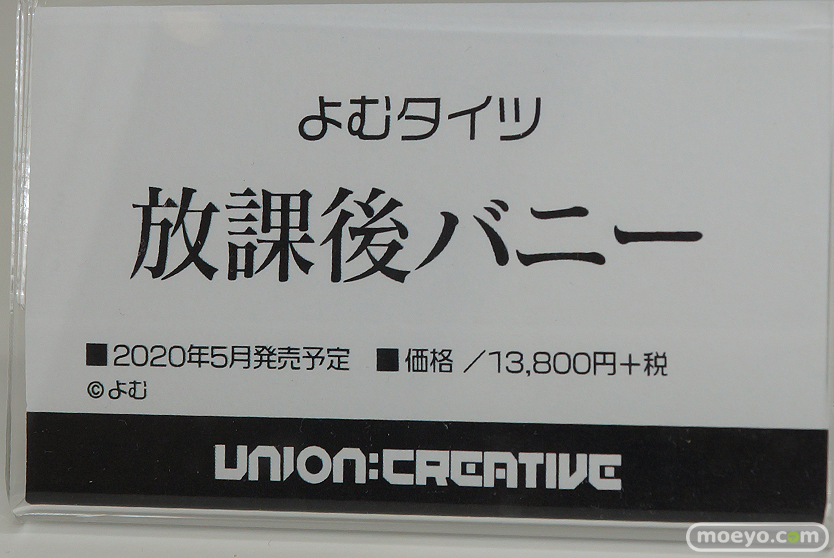 よむタイツ
放課後バニー
■2020年5月発売予定 ■価格／13,800円+税
©よむ
UNION:CREATIVE
moeyo.com